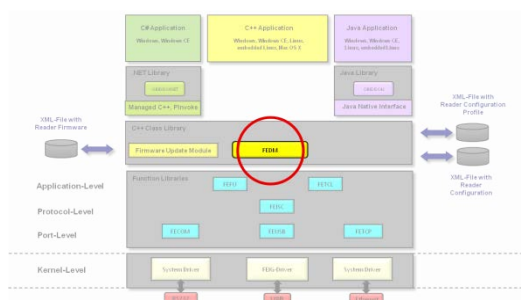 C# Application
Windows, Windows CE
C++ Application
Windows, Windows CE, Linux,
embedded Linux, Mac OS X
Java Application
Windows, Windows CE,
Linux, embedded Linux
.NET Library
Managed C++, PInvoke
Java Library
Java Native Interface
XML-File with
Reader Configuration
Profile
XML-File with
Reader Firmware
C++ Class Library
Firmware Update Module
FEDM
XML-File with
Reader
Configuration
Function Libraries
Application-Level
FEFU
FETCL
Protocol-Level
FEISC
Port-Level
FECOM
FEUSB
FETCP
Kernel-Level
System Driver
FEIG-Driver
System Driver